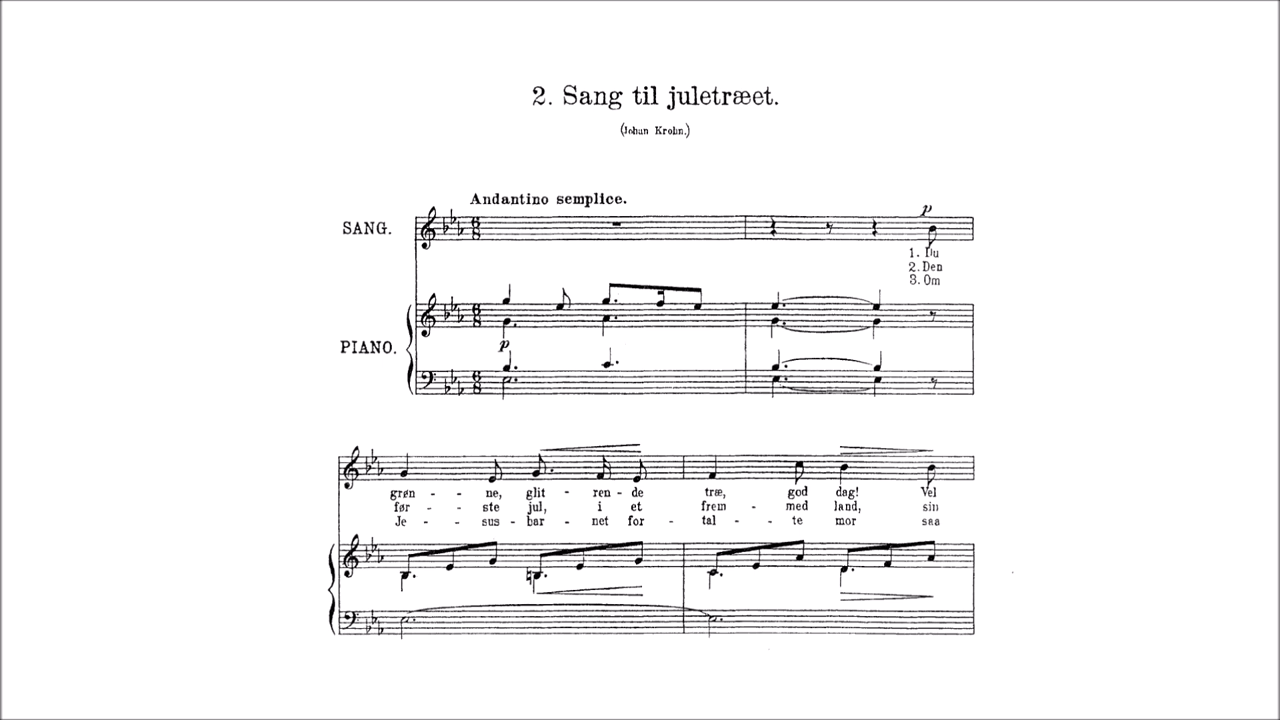 2. Sang til juletræet.
(Johan Krohn.)
Andantino semplice.
SANG.
p
1. Du
2. Den
3. Om
PIANO.
p
grøn - - ne, glit - ren - de træ, god dag! Vel
før - - ste jul, i et frem - med land, sin
Je - - sus - bar - net for - tal - - te mor saa